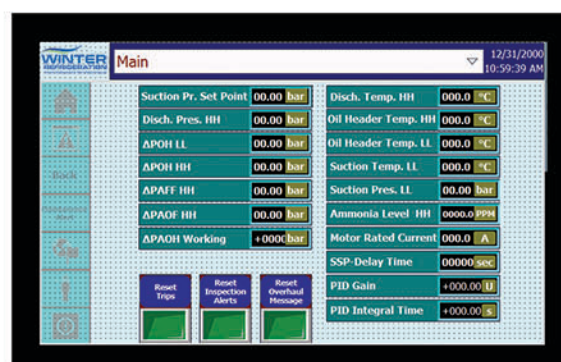 WINTER
REFRIGERATION
Main
12/31/2000
10:59:39 AM
Back
Suction Pr. Set Point 00.00 bar
Disch. Pres. HH 00.00 bar
ΔPOH LL 00.00 bar
ΔPOH HH 00.00 bar
ΔPAFF HH 00.00 bar
ΔPAOF HH 00.00 bar
ΔPAOH Working +0000 bar
Reset
Trips
Reset
Inspection
Alerts
Reset
Overhaul
Message
Disch. Temp. HH 000.0 °C
Oil Header Temp. HH 000.0 °C
Oil Header Temp. LL 000.0 °C
Suction Temp. LL 000.0 °C
Suction Pres. LL 00.00 bar
Ammonia Level HH 0000.0 PPM
Motor Rated Current 000.0 A
SSP-Delay Time 00000 sec
PID Gain +000.00 U
PID Integral Time +000.00 s